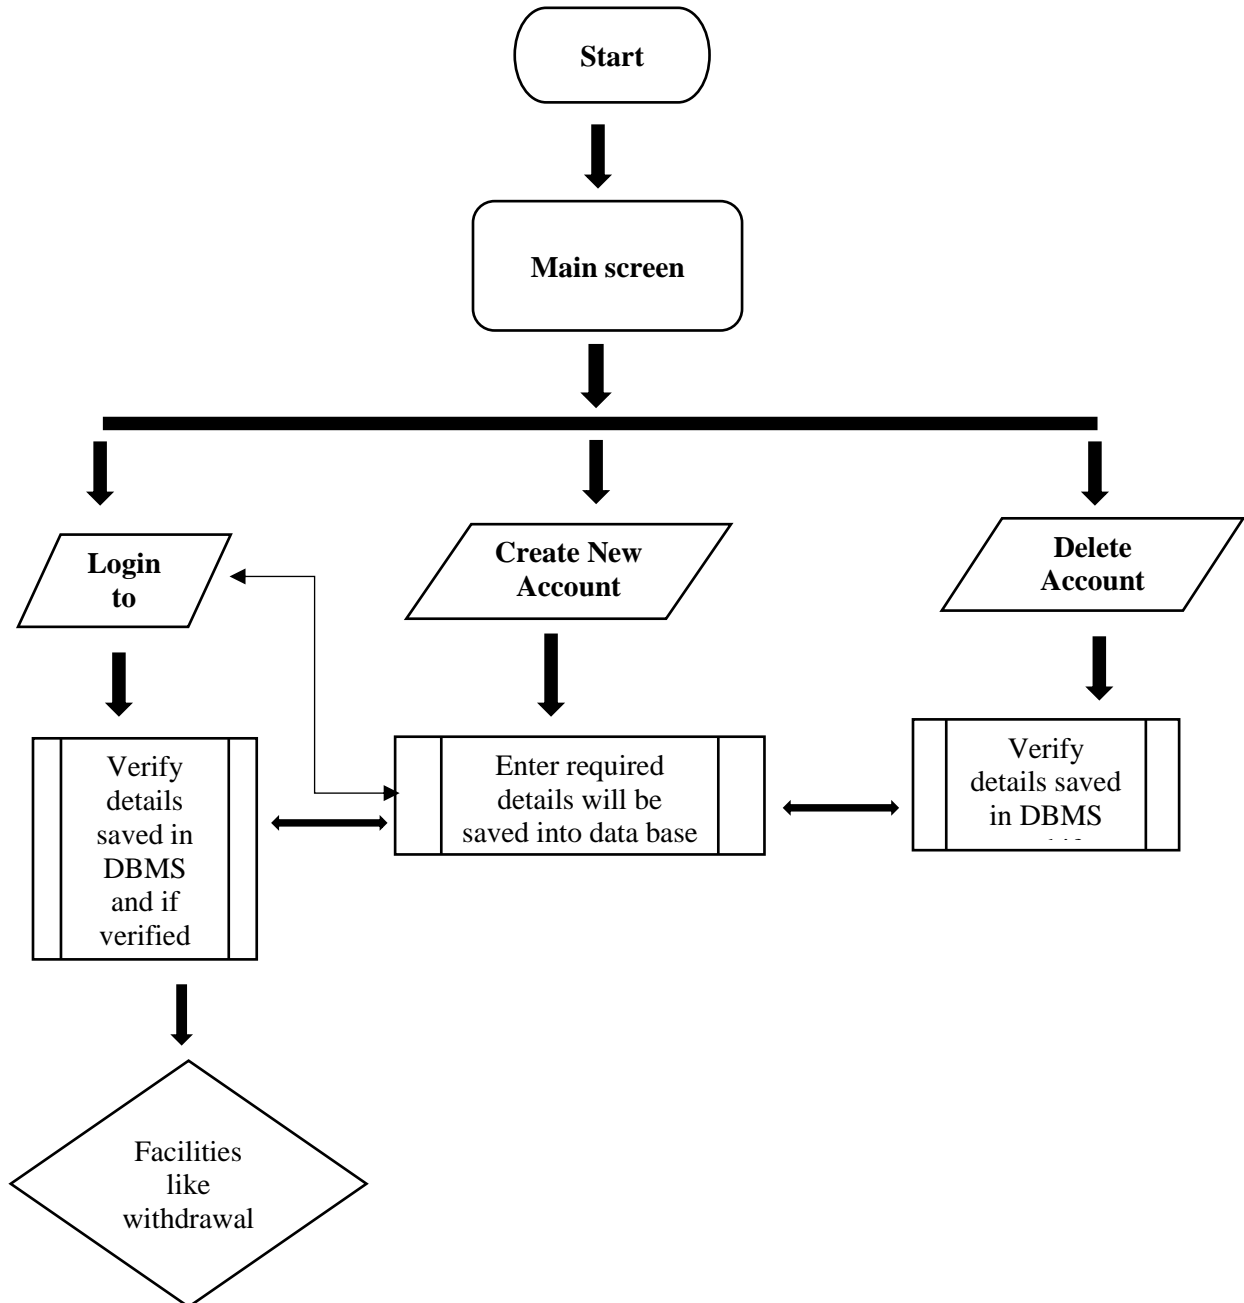 Start
Main screen
Login
to
Create New
Account
Delete
Account
Verify
details
saved in
DBMS
and if
verified
Enter required
details will be
saved into data base
Verify
details saved
in DBMS
Facilities
like
withdrawal